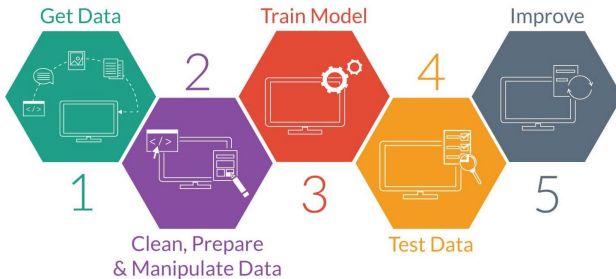 Get Data
1
2
Clean, Prepare
& Manipulate Data
Train Model
3
4
Test Data
Improve
5
</>
</>